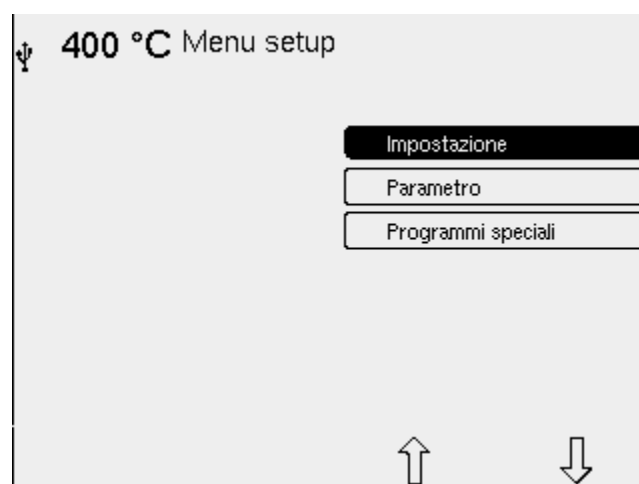 400 °C Menu setup
Impostazione
Parametro
Programmi speciali